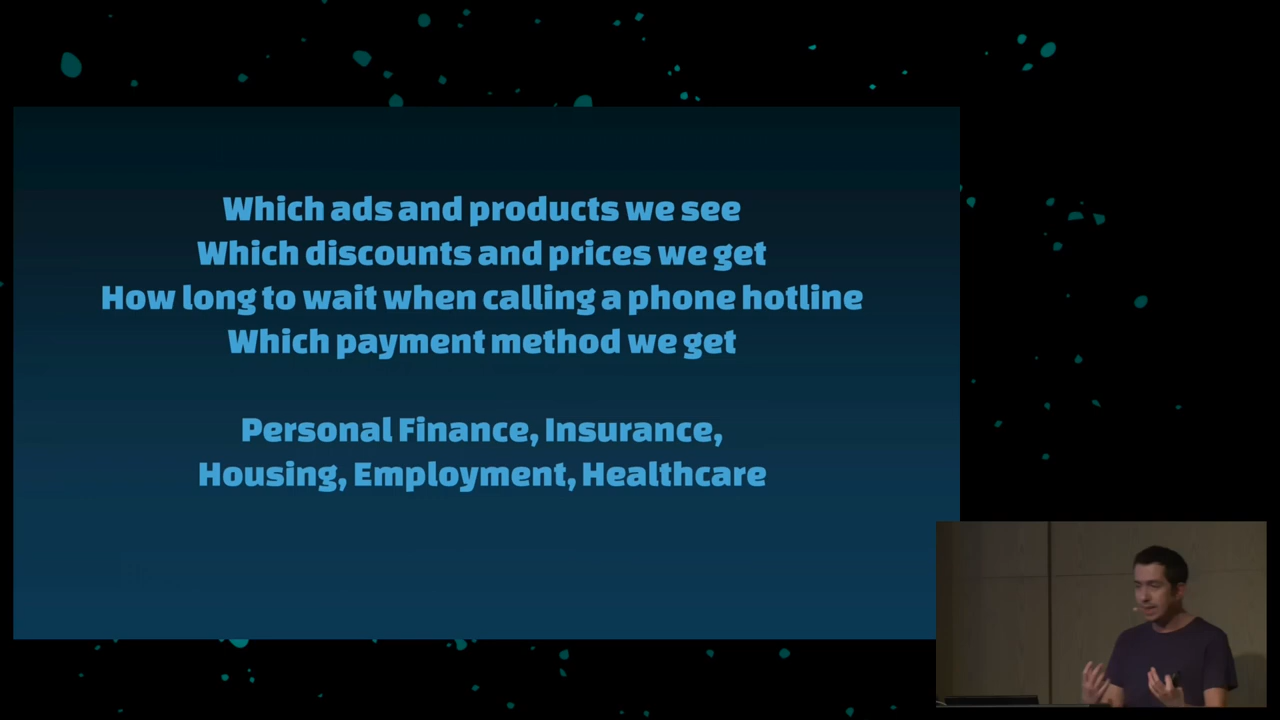 Which ads and products we see
Which discounts and prices we get
How long to wait when calling a phone hotline
Which payment method we get
Personal Finance, Insurance,
Housing, Employment, Healthcare